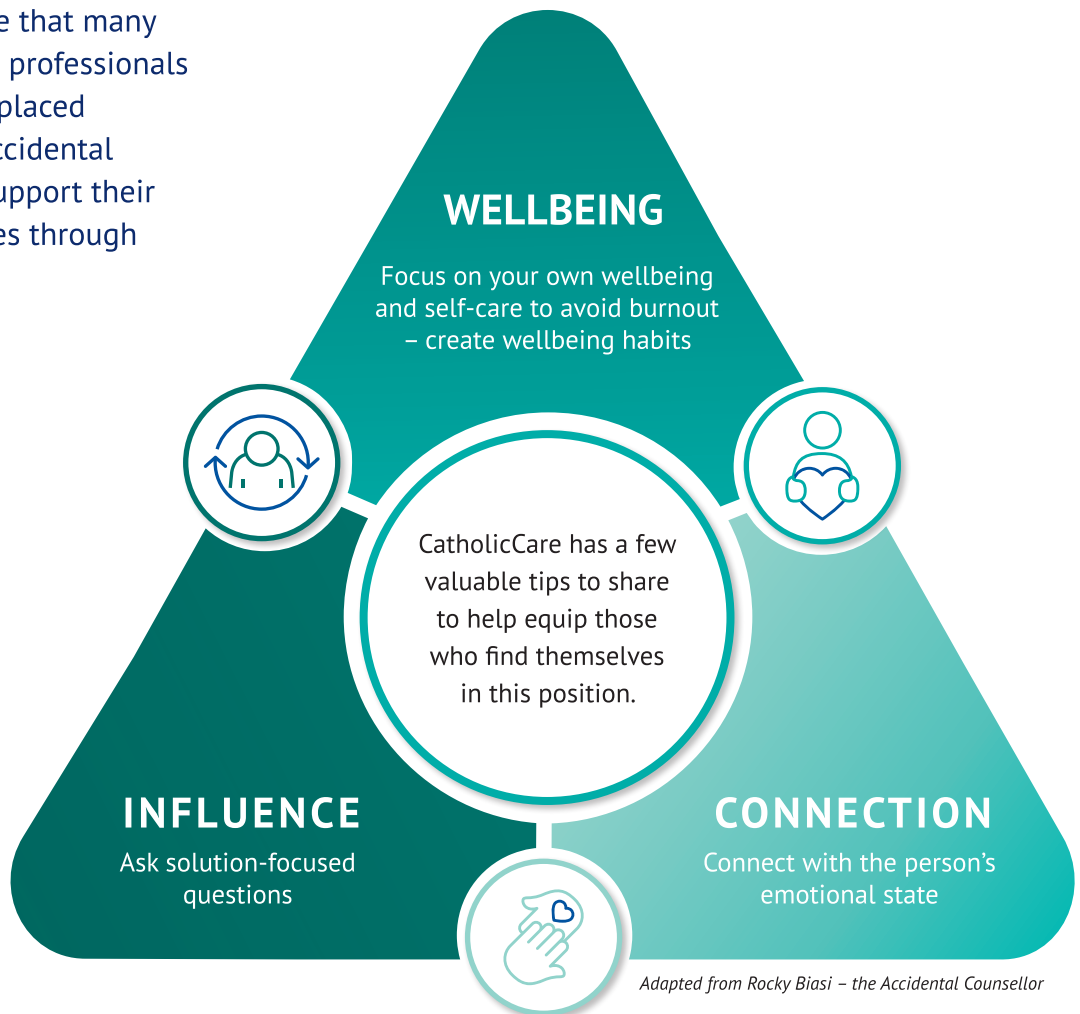 e that many
professionals
placed
ccidental
upport their
es through
WELLBEING
Focus on your own wellbeing
and self-care to avoid burnout
– create wellbeing habits
CatholicCare has a few
valuable tips to share
to help equip those
who find themselves
in this position.
INFLUENCE
Ask solution-focused
questions
CONNECTION
Connect with the person’s
emotional state
Adapted from Rocky Biasi – the Accidental Counsellor